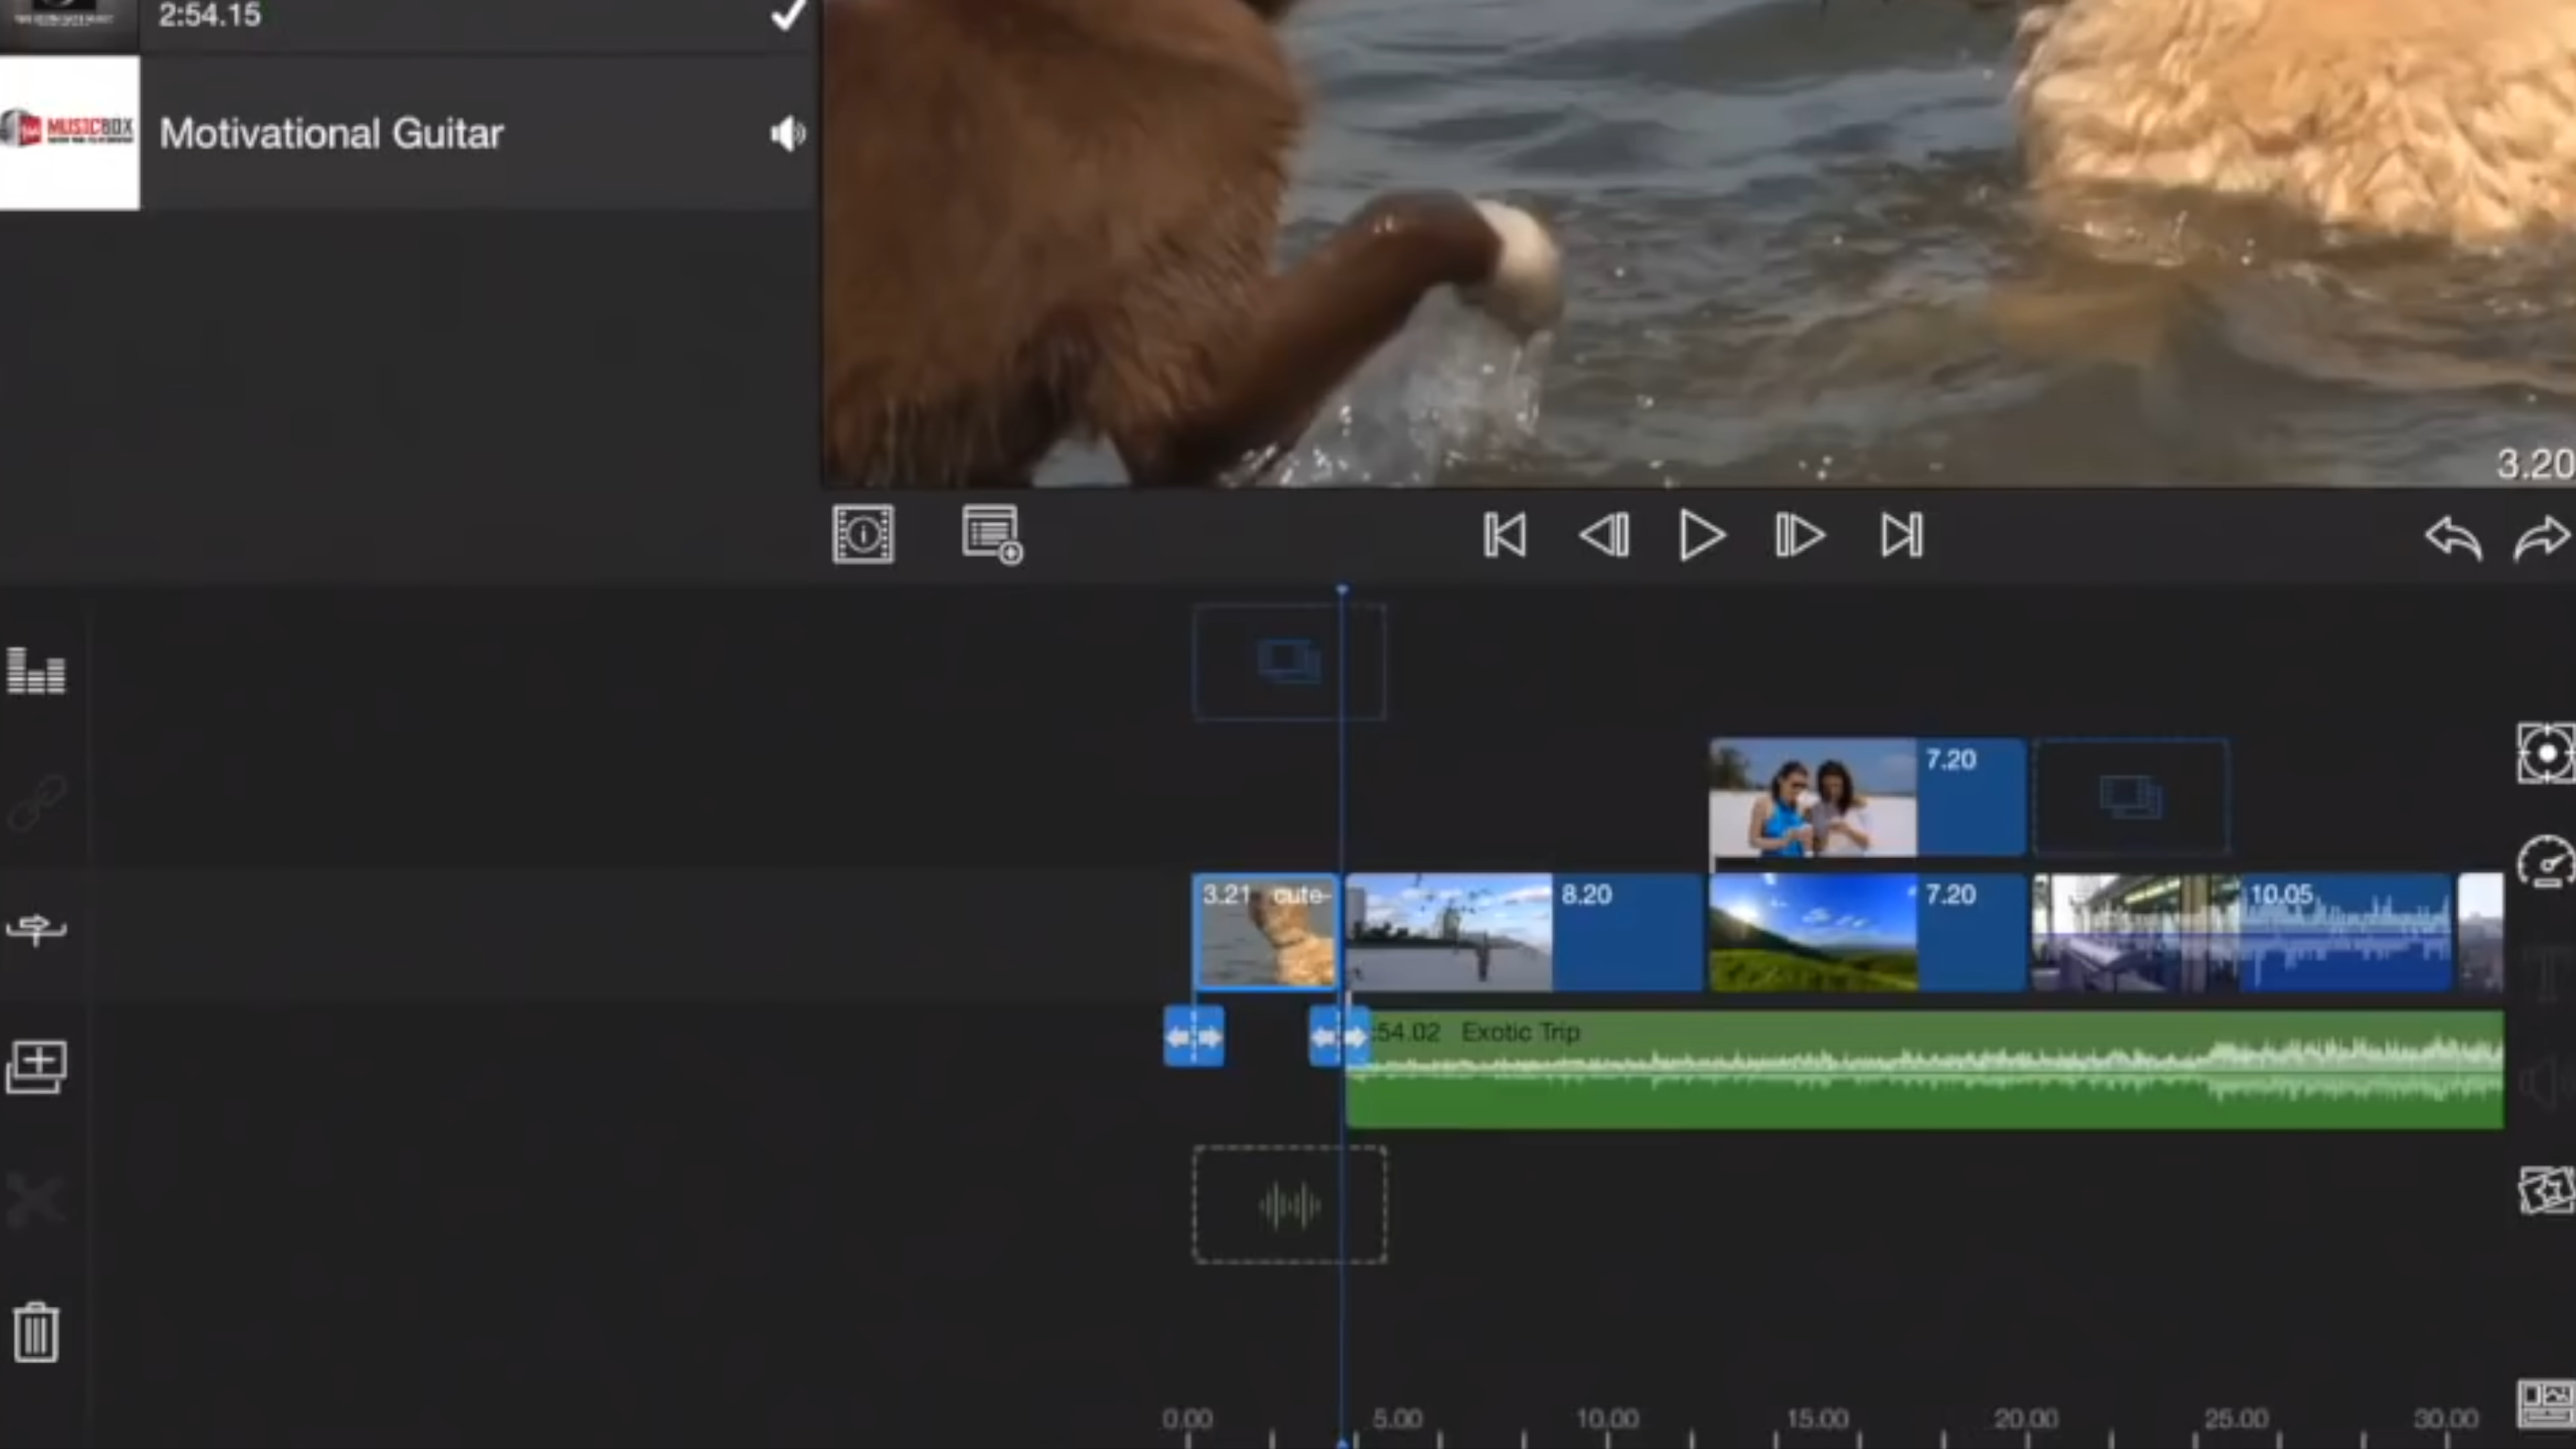 2:54.15
MUSICBOX
Motivational Guitar
3.20
7.20
3.21 cute-
8.20
7.20
10.05
:54.02 Exotic Trip
0.00 5.00 10.00 15.00 20.00 25.00 30.00